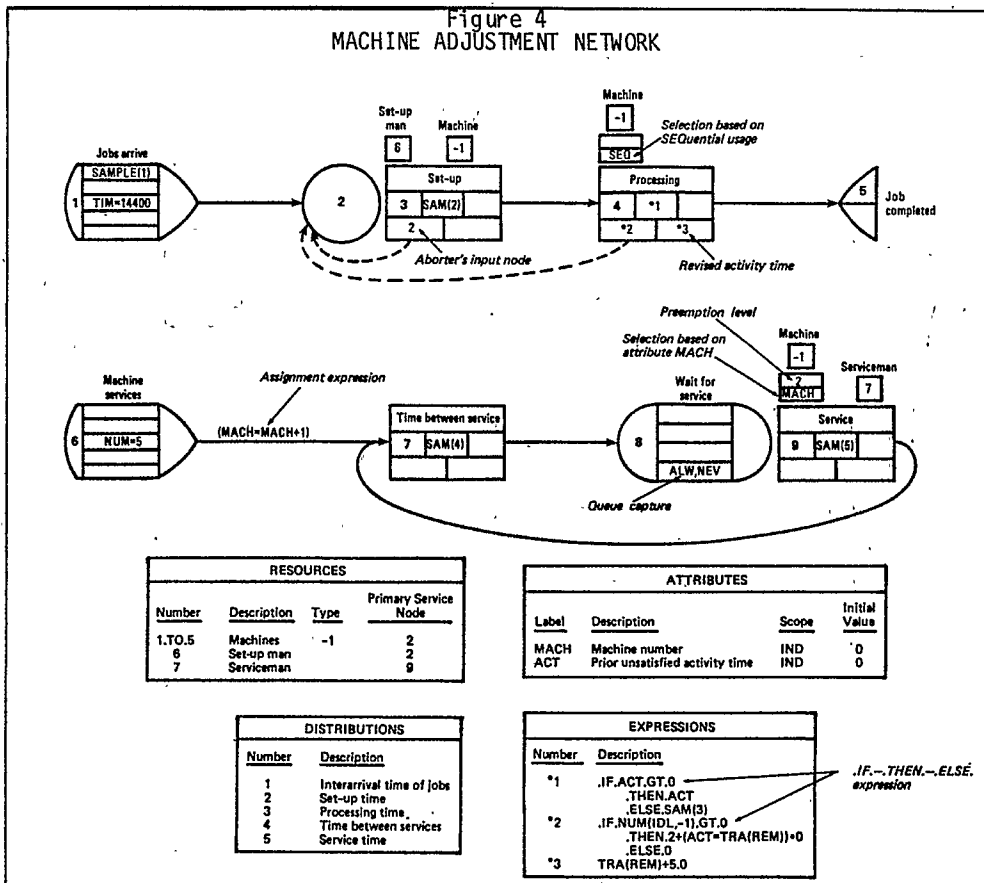 Figure 4
MACHINE ADJUSTMENT NETWORK
Jobs arrive
1
SAMPLE(1)
TIM=14400
2
Set-up
man
6
Machine
-1
Set-up
3 SAM(2)
2
Aborter's input node
Machine
-1
SEQ
Selection based on
SEQuential usage
Processing
4 *1
*2 *3
Revised activity time
5
Job
completed
Machine
services
6
NUM=5
Assignment expression
(MACH=MACH+1)
Time between service
7 SAM(4)
Wait for
service
8
ALW,NEV
Queue capture
Preemption level
Selection based on
attribute MACH
Machine
-1
2
MACH
Serviceman
7
Service
9 SAM(5)
RESOURCES
Number Description Type Primary Service Node
1.TO.5 Machines -1 2
6 Set-up man 2
7 Serviceman 9
ATTRIBUTES
Label Description Scope Initial Value
MACH Machine number IND 0
ACT Prior unsatisfied activity time IND 0
DISTRIBUTIONS
Number Description
1 Interarrival time of jobs
2 Set-up time
3 Processing time
4 Time between services
5 Service time
EXPRESSIONS
Number Description
*1 .IF.ACT.GT.0
.THEN.ACT
.ELSE.SAM(3)
*2 .IF.NUM(IDL,-1).GT.0
.THEN.2+(ACT=TRA(REM))*0
.ELSE.0
*3 TRA(REM)+5.0
.IF.—.THEN.—.ELSE.
expression